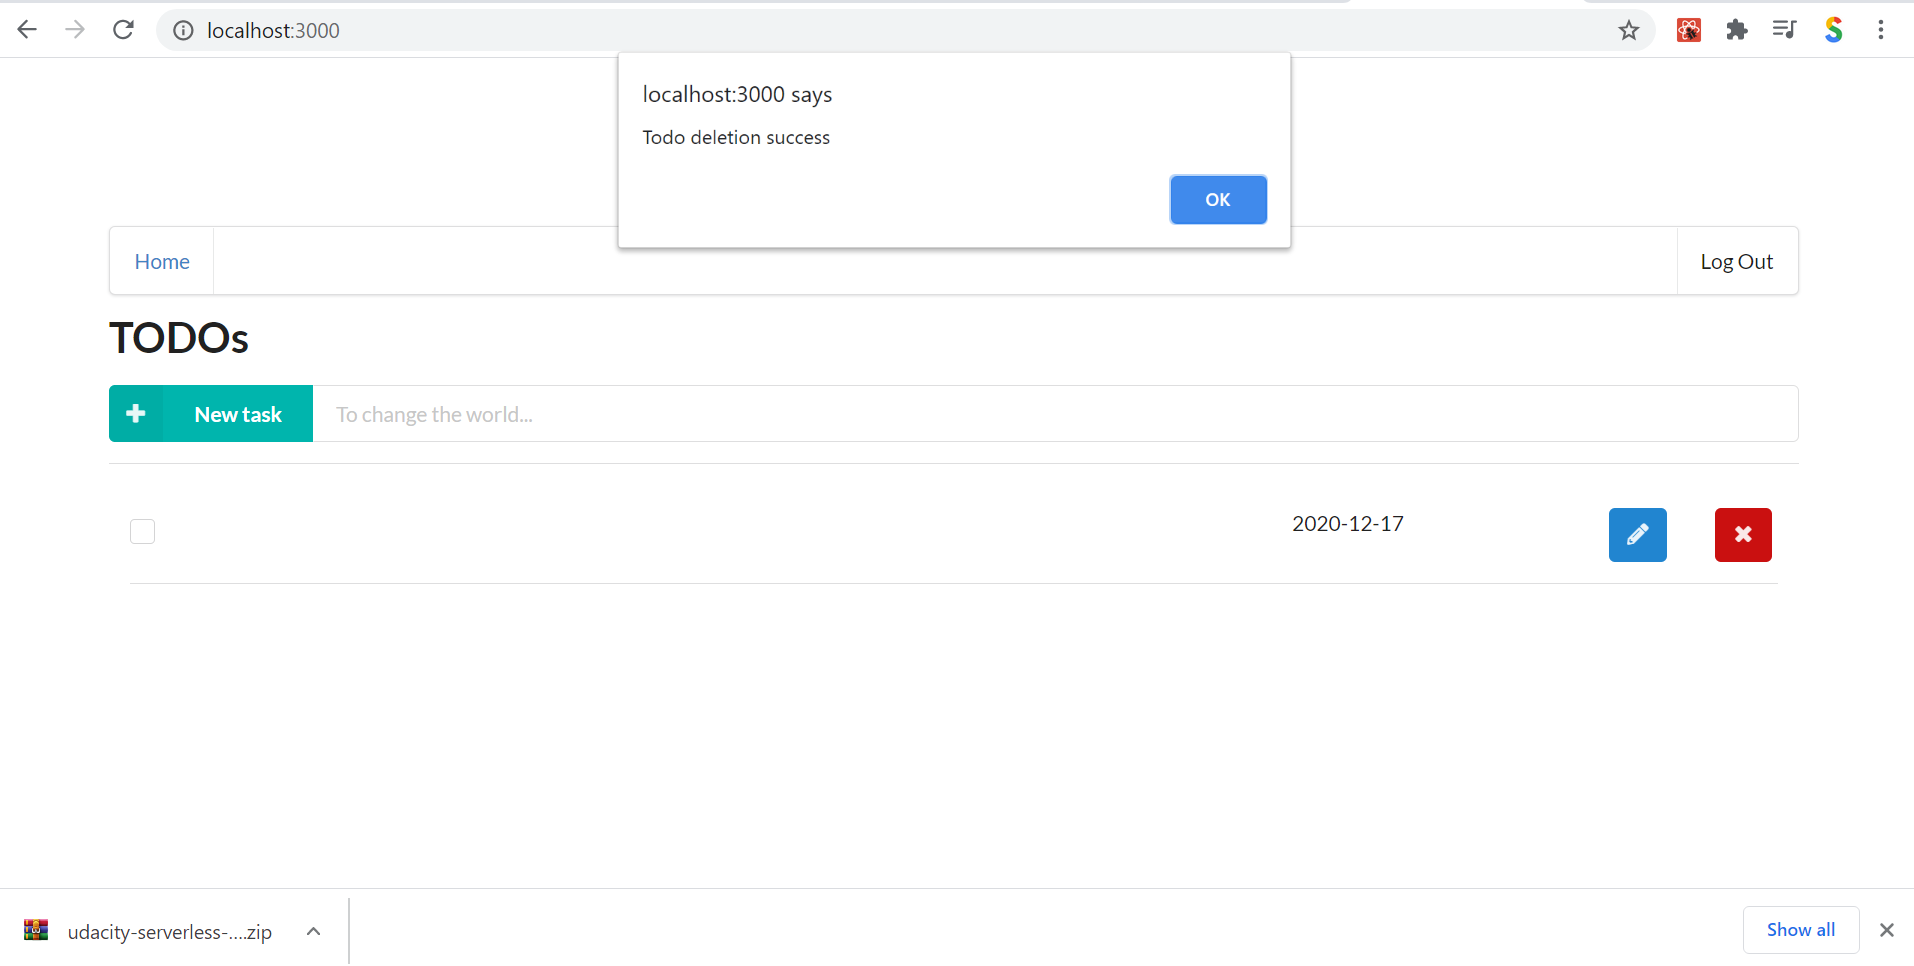 localhost:3000
localhost:3000 says
Todo deletion success
OK
Home
Log Out
TODOs
New task
To change the world...
2020-12-17
udacity-serverless-....zip
Show all